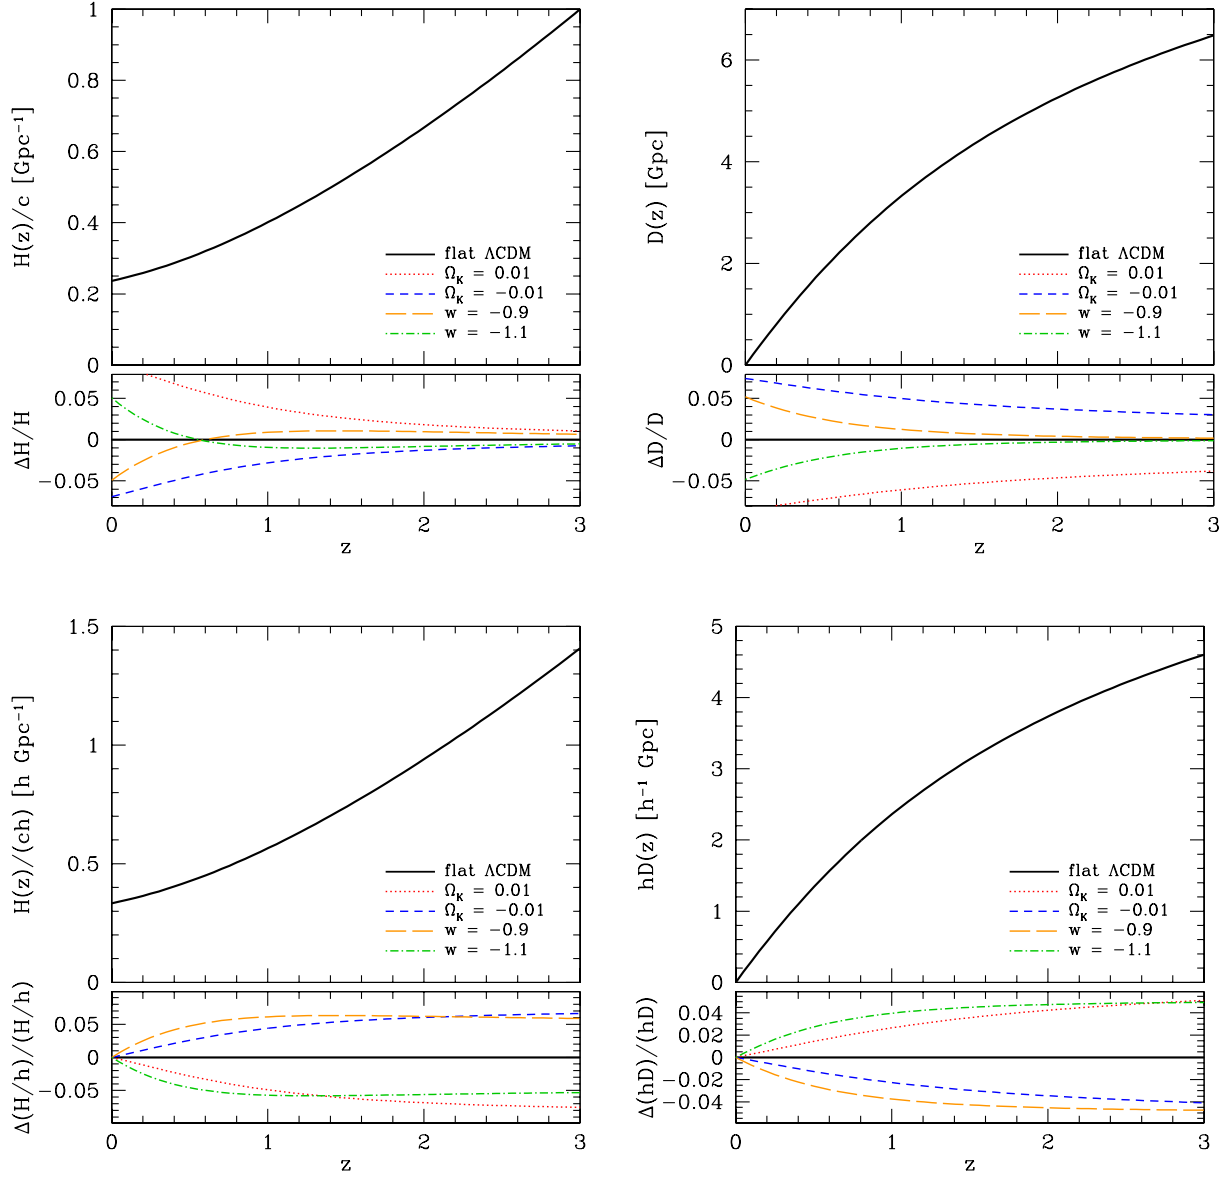 H(z)/c [Gpc⁻¹]
1
0.8
0.6
0.4
0.2
0
flat ΛCDM
Ωκ = 0.01
Ωκ = −0.01
w = −0.9
w = −1.1
ΔH/H
0.05
0
−0.05
0 1 2 3
z
D(z) [Gpc]
6
4
2
0
flat ΛCDM
Ωκ = 0.01
Ωκ = −0.01
w = −0.9
w = −1.1
ΔD/D
0.05
0
−0.05
0 1 2 3
z
H(z)/(ch) [h Gpc⁻¹]
1.5
1
0.5
0
flat ΛCDM
Ωκ = 0.01
Ωκ = −0.01
w = −0.9
w = −1.1
Δ(H/h)/(H/h)
0.05
0
−0.05
0 1 2 3
z
hD(z) [h⁻¹ Gpc]
5
4
3
2
1
0
flat ΛCDM
Ωκ = 0.01
Ωκ = −0.01
w = −0.9
w = −1.1
Δ(hD)/(hD)
0.04
0.02
0
−0.02
−0.04
0 1 2 3
z